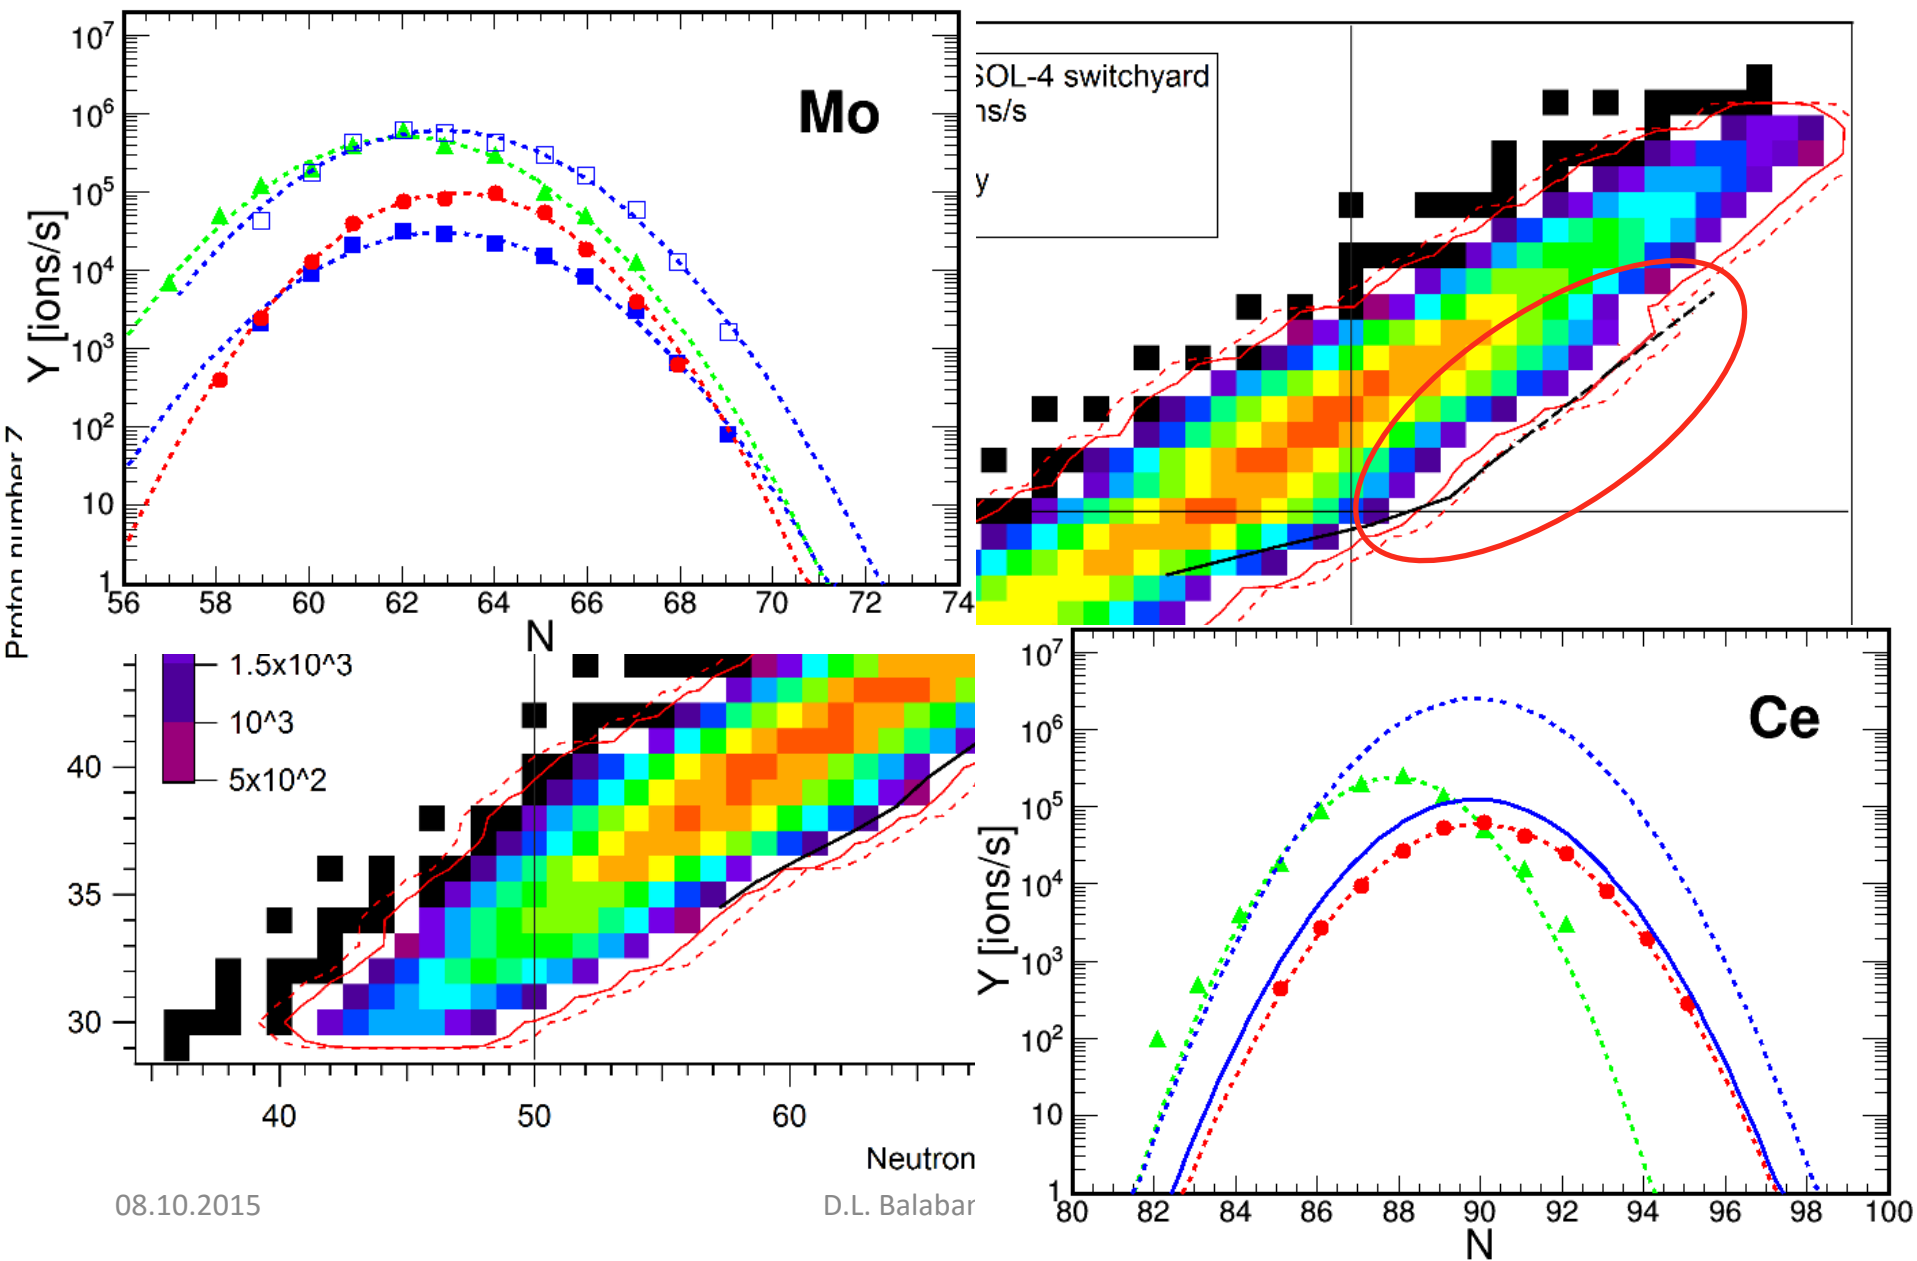 10^7
10^6
10^5
10^4
10^3
10^2
10
1
Mo
Y [ions/s]
56 58 60 62 64 66 68 70 72 74
N
SOL-4 switchyard
ns/s
y
Proton number Z
1.5x10^3
10^3
5x10^2
40
35
30
40 50 60
Neutron
08.10.2015
D.L. Balabar
10^7
10^6
10^5
10^4
10^3
10^2
10
1
Ce
Y [ions/s]
80 82 84 86 88 90 92 94 96 98 100
N